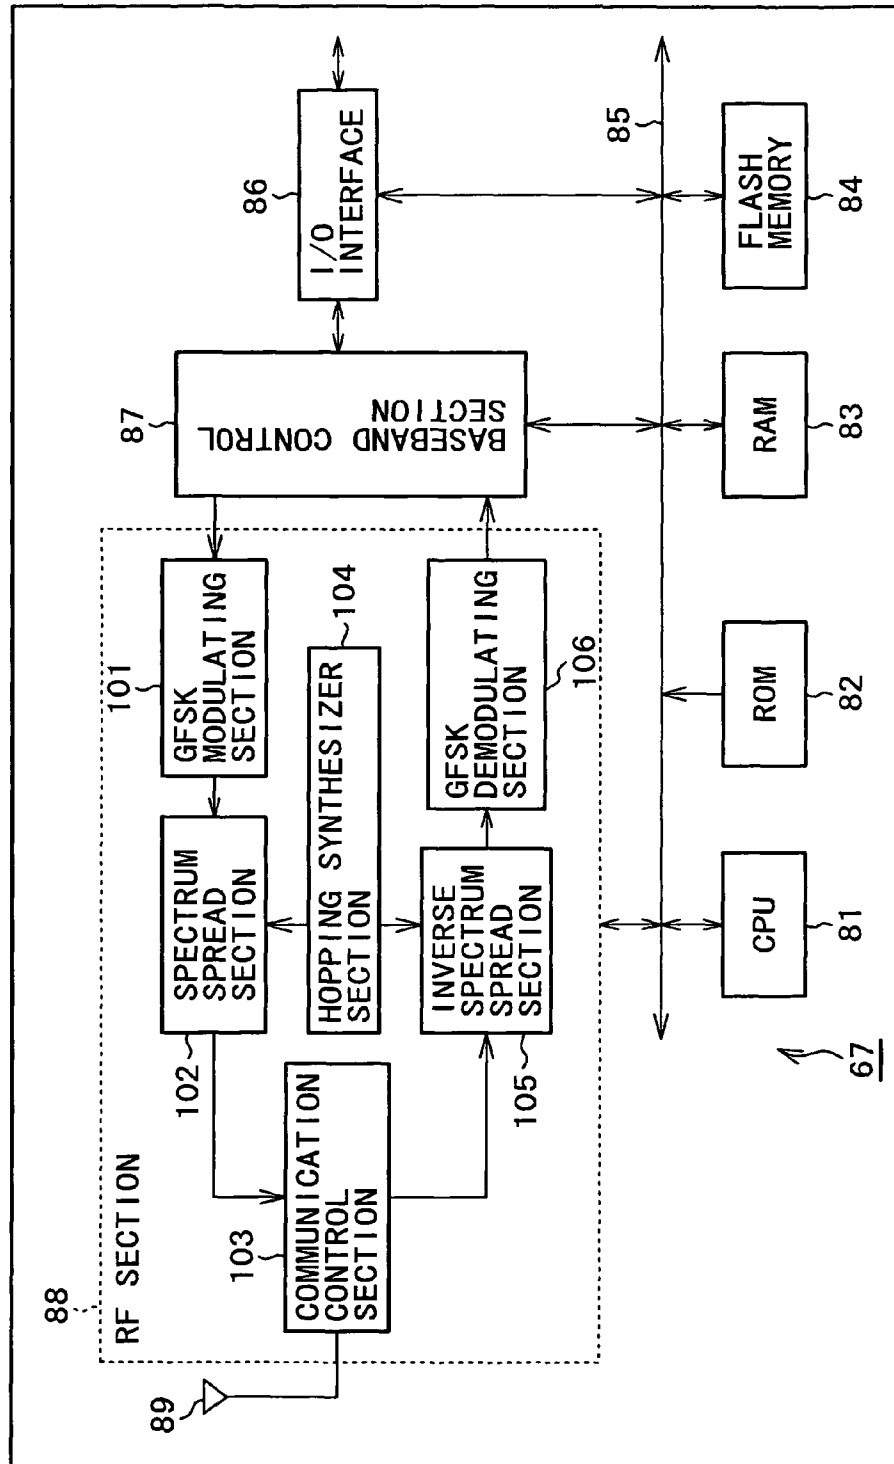 88
RF SECTION
89
103
COMMUNICATION
CONTROL
SECTION
102
SPECTRUM
SPREAD
SECTION
101
GFSK
MODULATING
SECTION
104
HOPPING SYNTHESIZER
SECTION
105
INVERSE
SPECTRUM
SPREAD
SECTION
106
GFSK
DEMODULATING
SECTION
87
BASEBAND CONTROL
SECTION
86
I/O
INTERFACE
85
67
CPU
81
ROM
82
RAM
83
FLASH
MEMORY
84